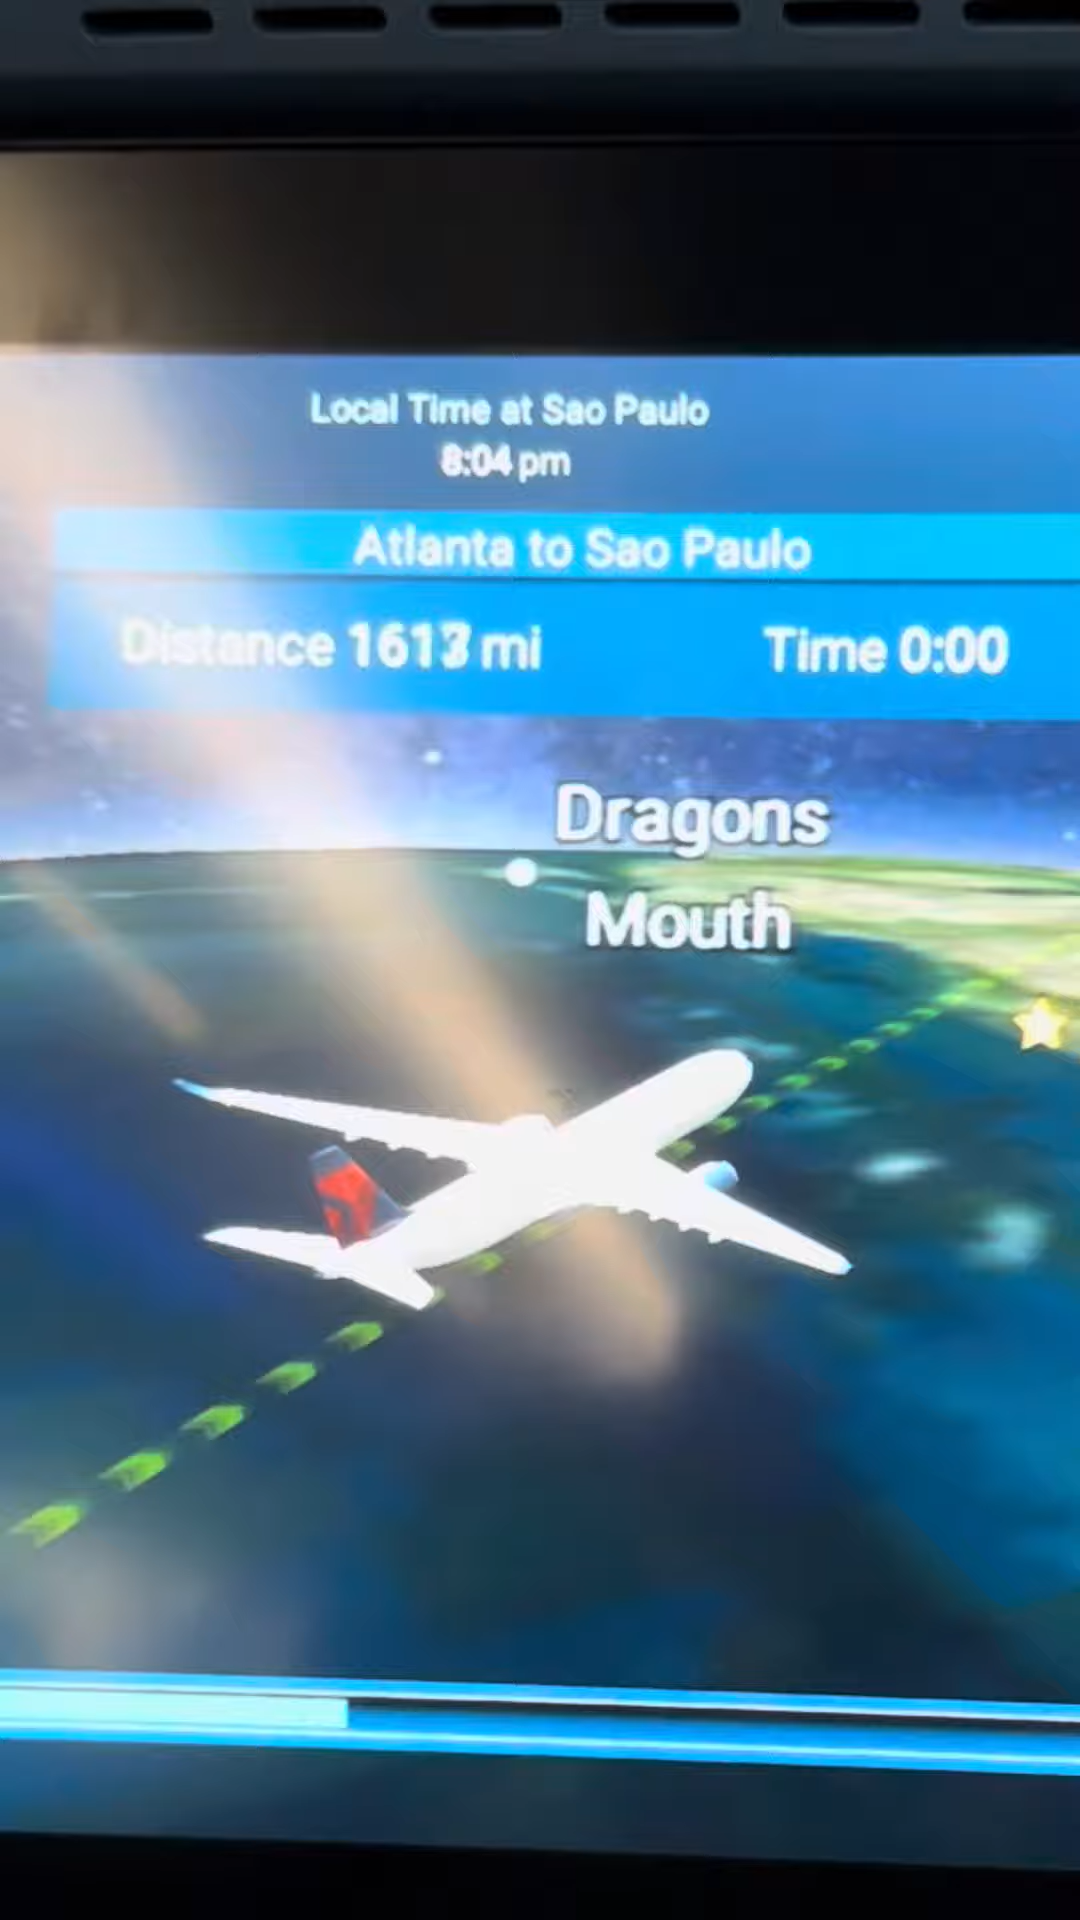 Local Time at Sao Paulo
8:04 pm
Atlanta to Sao Paulo
Distance mi Time 0:00
Dragons
Mouth